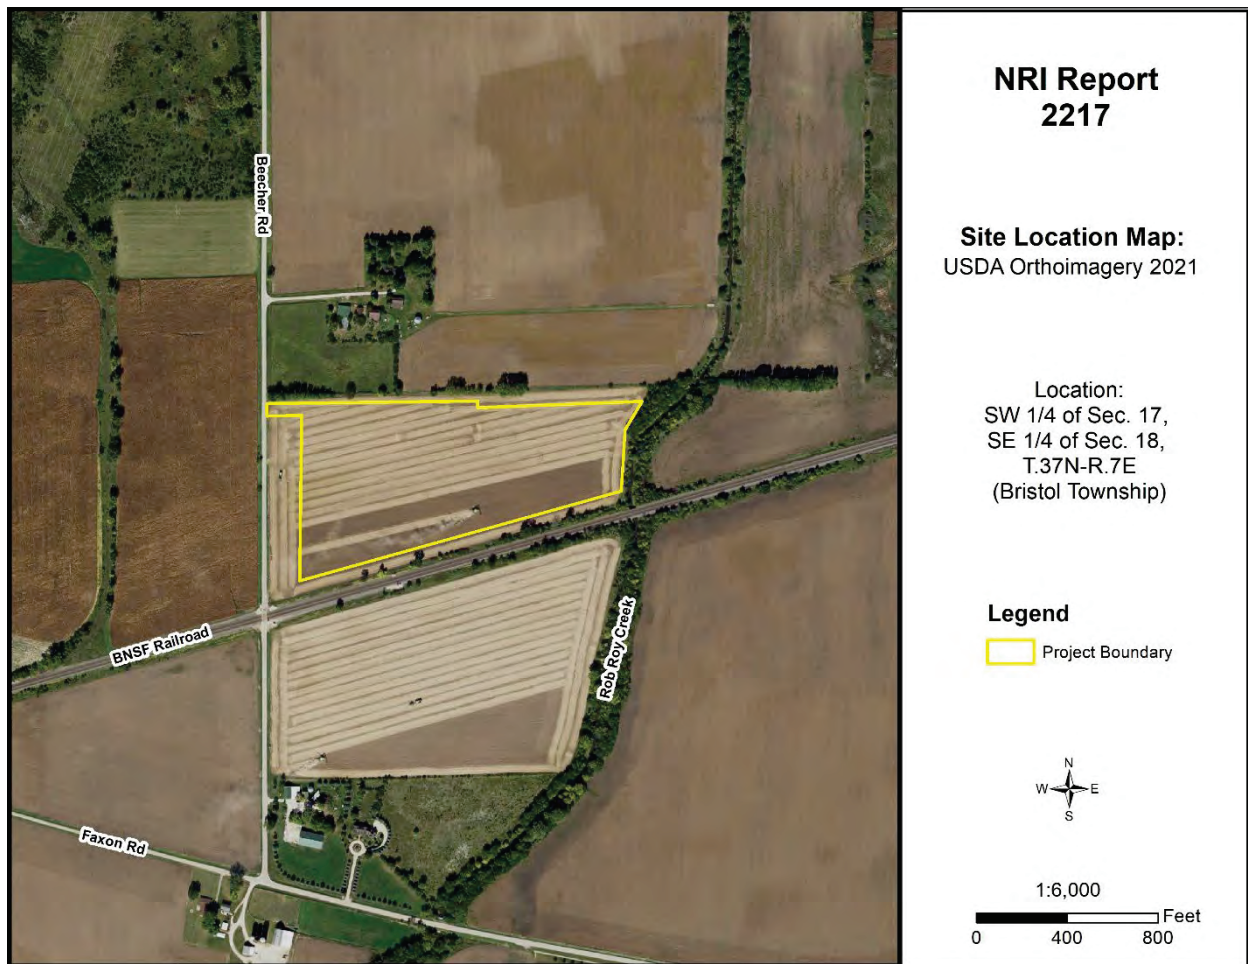 NRI Report
2217
Site Location Map:
USDA Orthoimagery 2021
Location:
SW 1/4 of Sec. 17,
SE 1/4 of Sec. 18,
T.37N-R.7E
(Bristol Township)
Legend
Project Boundary
N
W E
S
1:6,000
Feet
0 400 800
Beecher Rd
BNSF Railroad
Rob Roy Creek
Faxon Rd